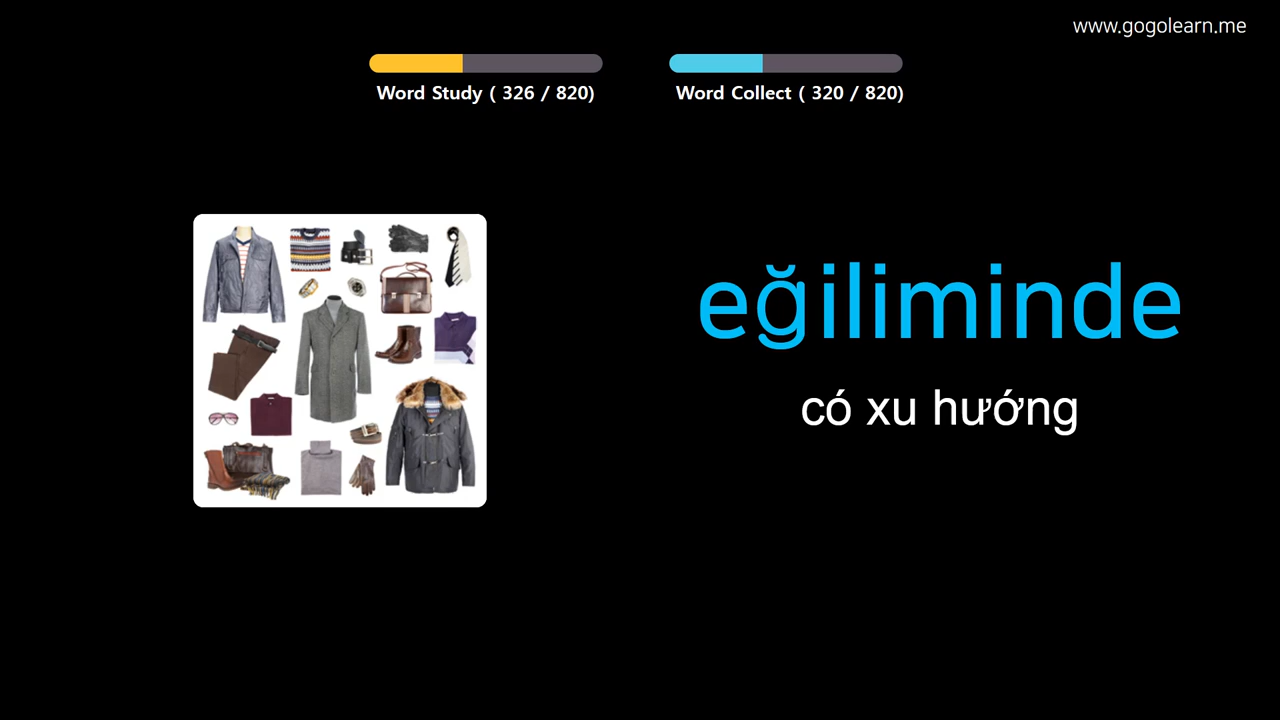 www.gogolearn.me
Word Study ( 326 / 820)
Word Collect ( 320 / 820)
eğiliminde
có xu hướng